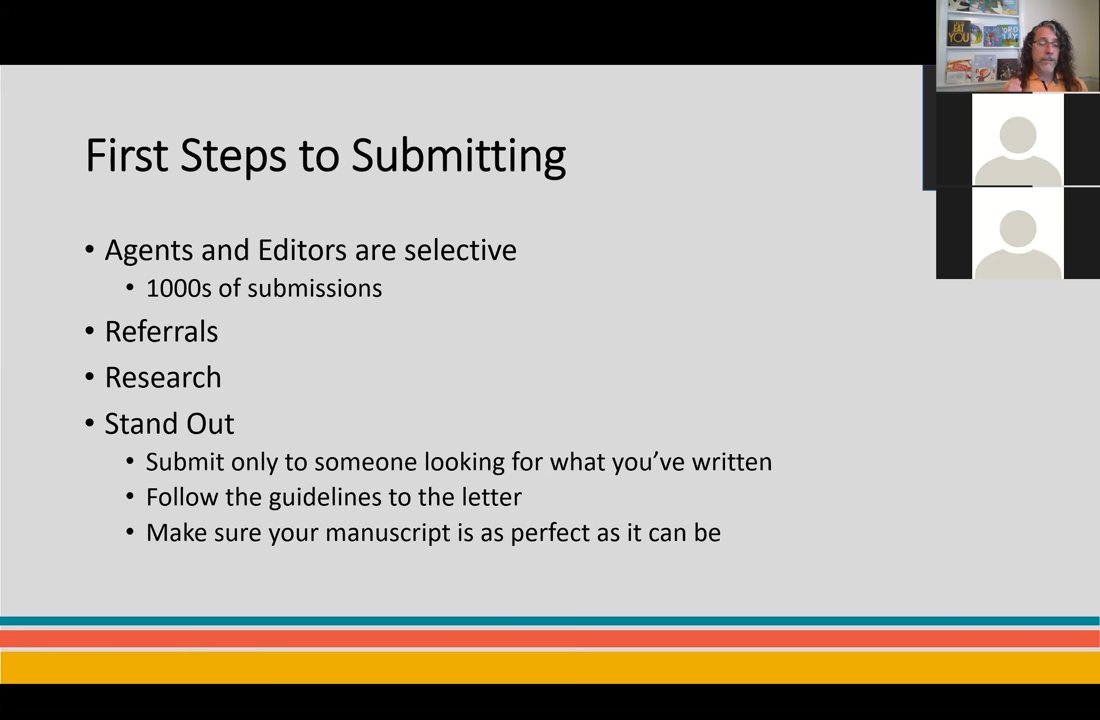 First Steps to Submitting
• Agents and Editors are selective
• 1000s of submissions
• Referrals
• Research
• Stand Out
• Submit only to someone looking for what you’ve written
• Follow the guidelines to the letter
• Make sure your manuscript is as perfect as it can be
EAT
YOU